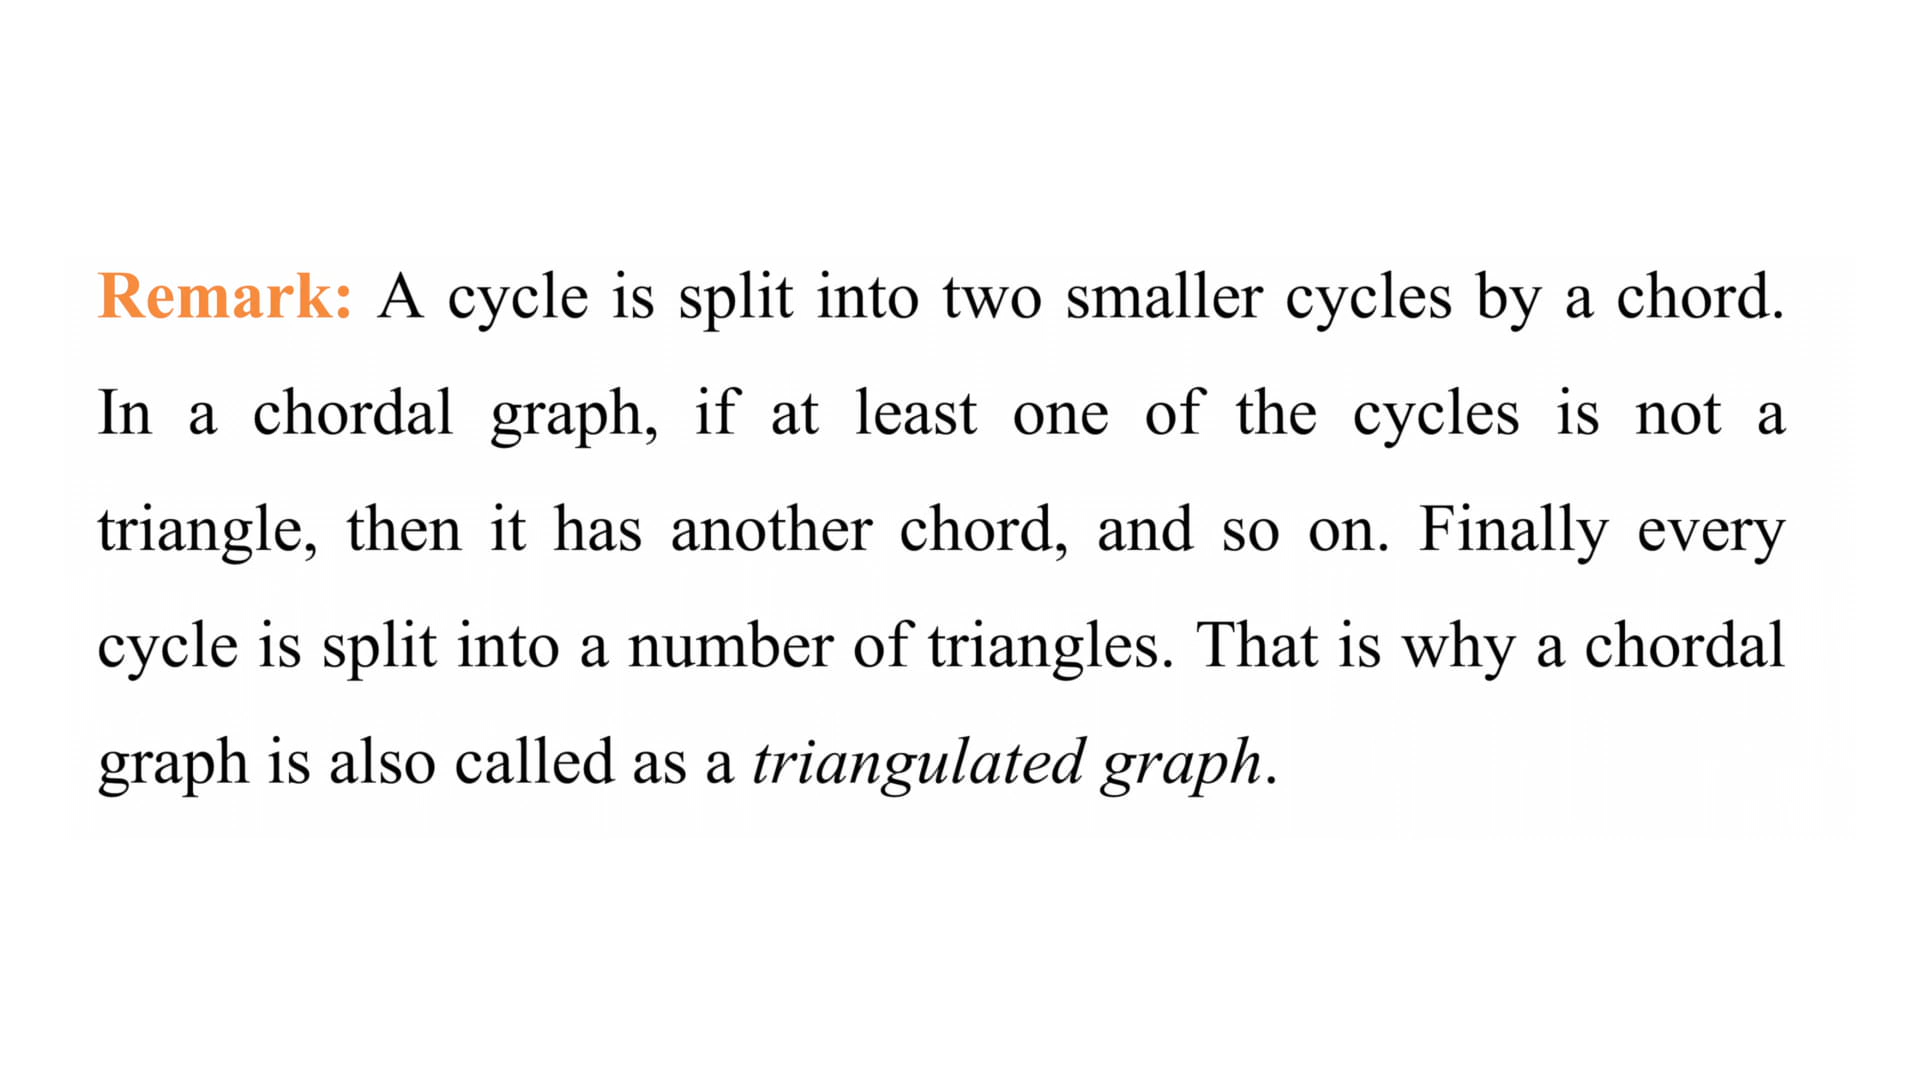 Remark: A cycle is split into two smaller cycles by a chord.
In a chordal graph, if at least one of the cycles is not a
triangle, then it has another chord, and so on. Finally every
cycle is split into a number of triangles. That is why a chordal
graph is also called as a triangulated graph.